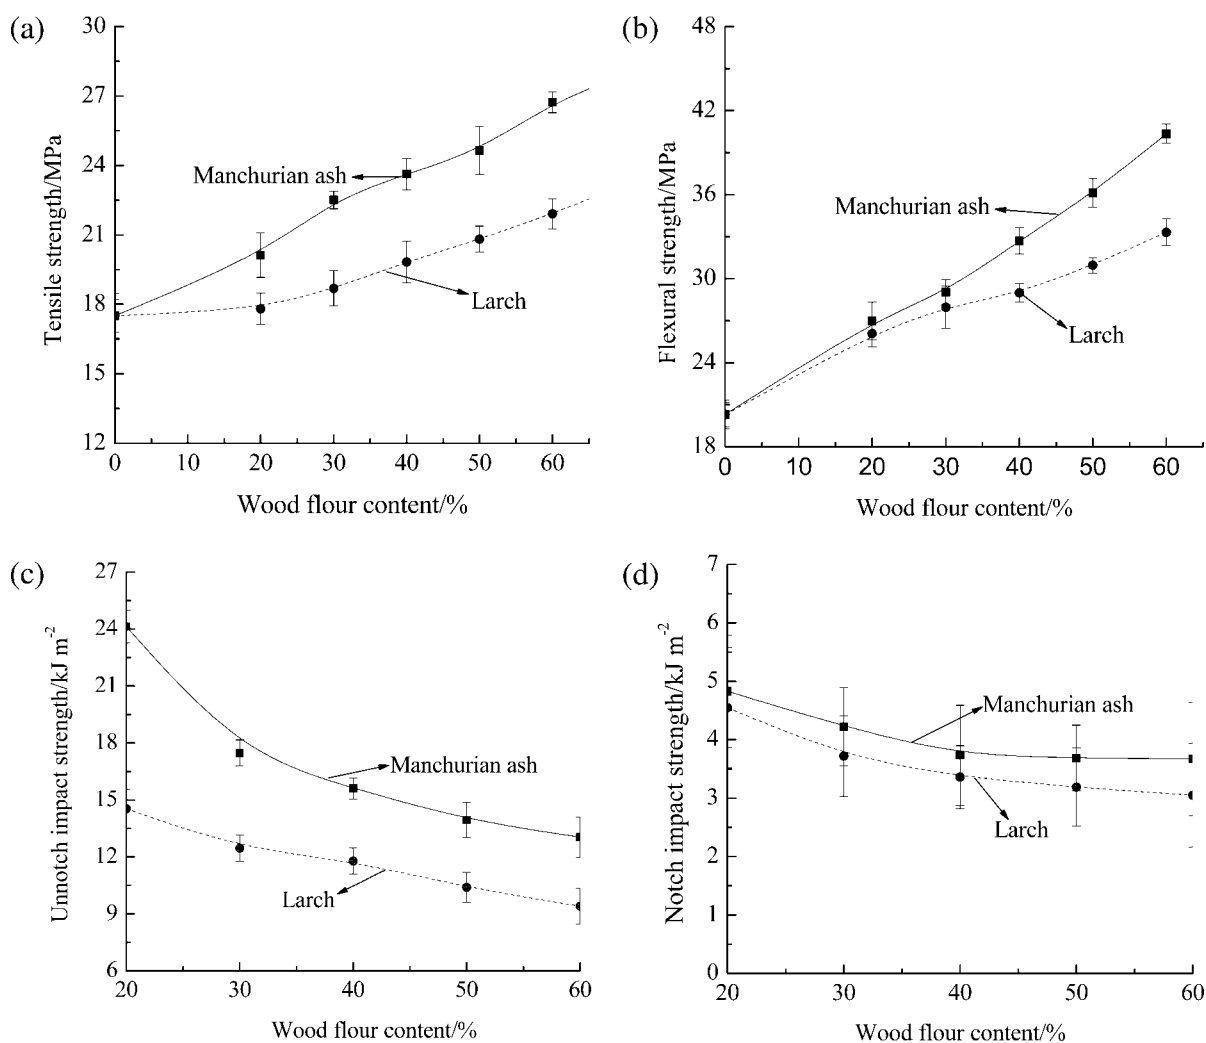 (a)
30
27
24
21
18
15
12
Tensile strength/MPa
Manchurian ash
Larch
0
10
20
30
40
50
60
Wood flour content/%
(b)
48
42
36
30
24
18
Flexural strength/MPa
Manchurian ash
Larch
0
10
20
30
40
50
60
Wood flour content/%
(c)
27
24
21
18
15
12
9
6
Unnotch impact strength/kJ m⁻²
Manchurian ash
Larch
20
30
40
50
60
Wood flour content/%
(d)
7
6
5
4
3
2
1
0
Notch impact strength/kJ m⁻²
Manchurian ash
Larch
20
30
40
50
60
Wood flour content/%